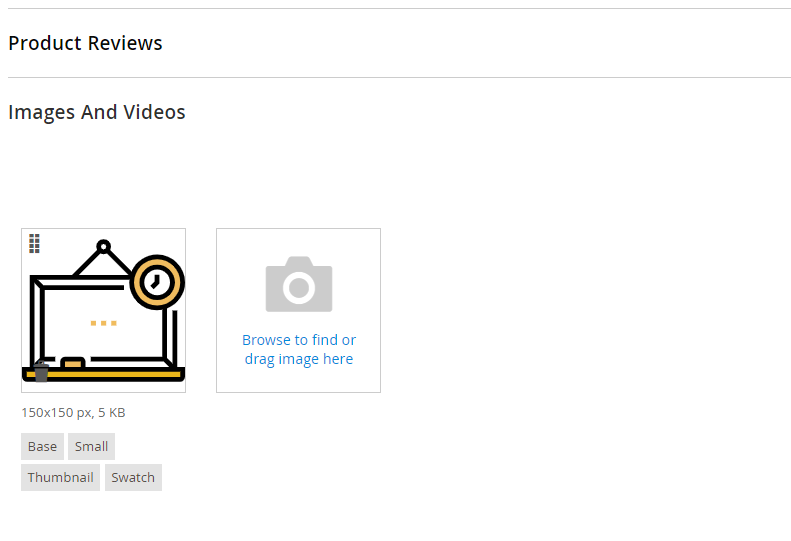 Product Reviews
Images And Videos
Browse to find or
drag image here
150x150 px, 5 KB
Base Small
Thumbnail Swatch